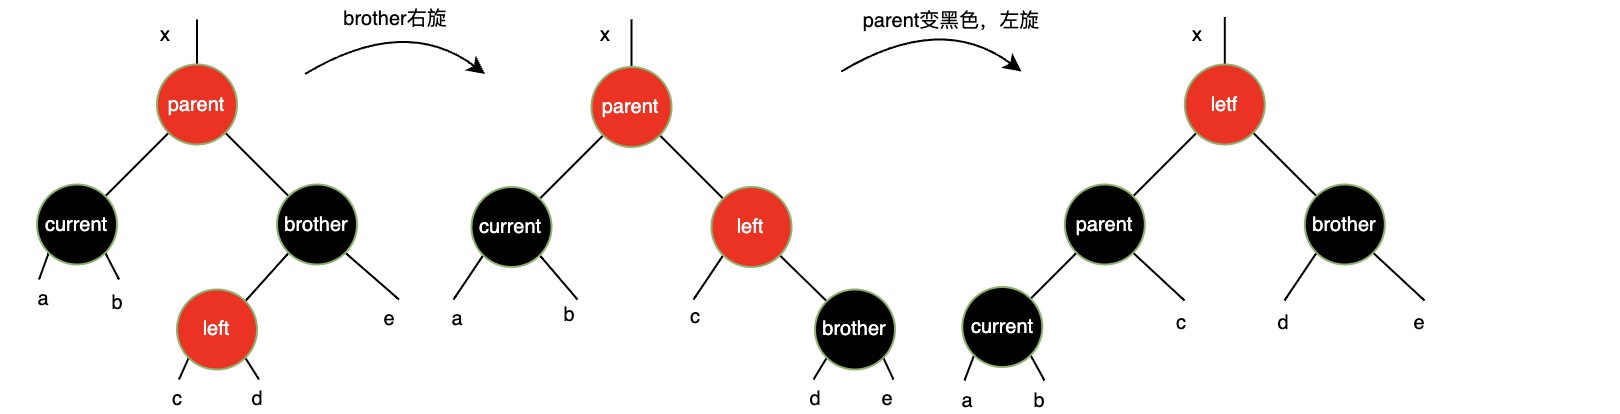 brother右旋
parent变黑色，左旋
x
x
x
parent
parent
letf
current
brother
current
left
parent
brother
a
b
left
e
a
b
c
brother
current
c
d
e
c
d
d
e
a
b